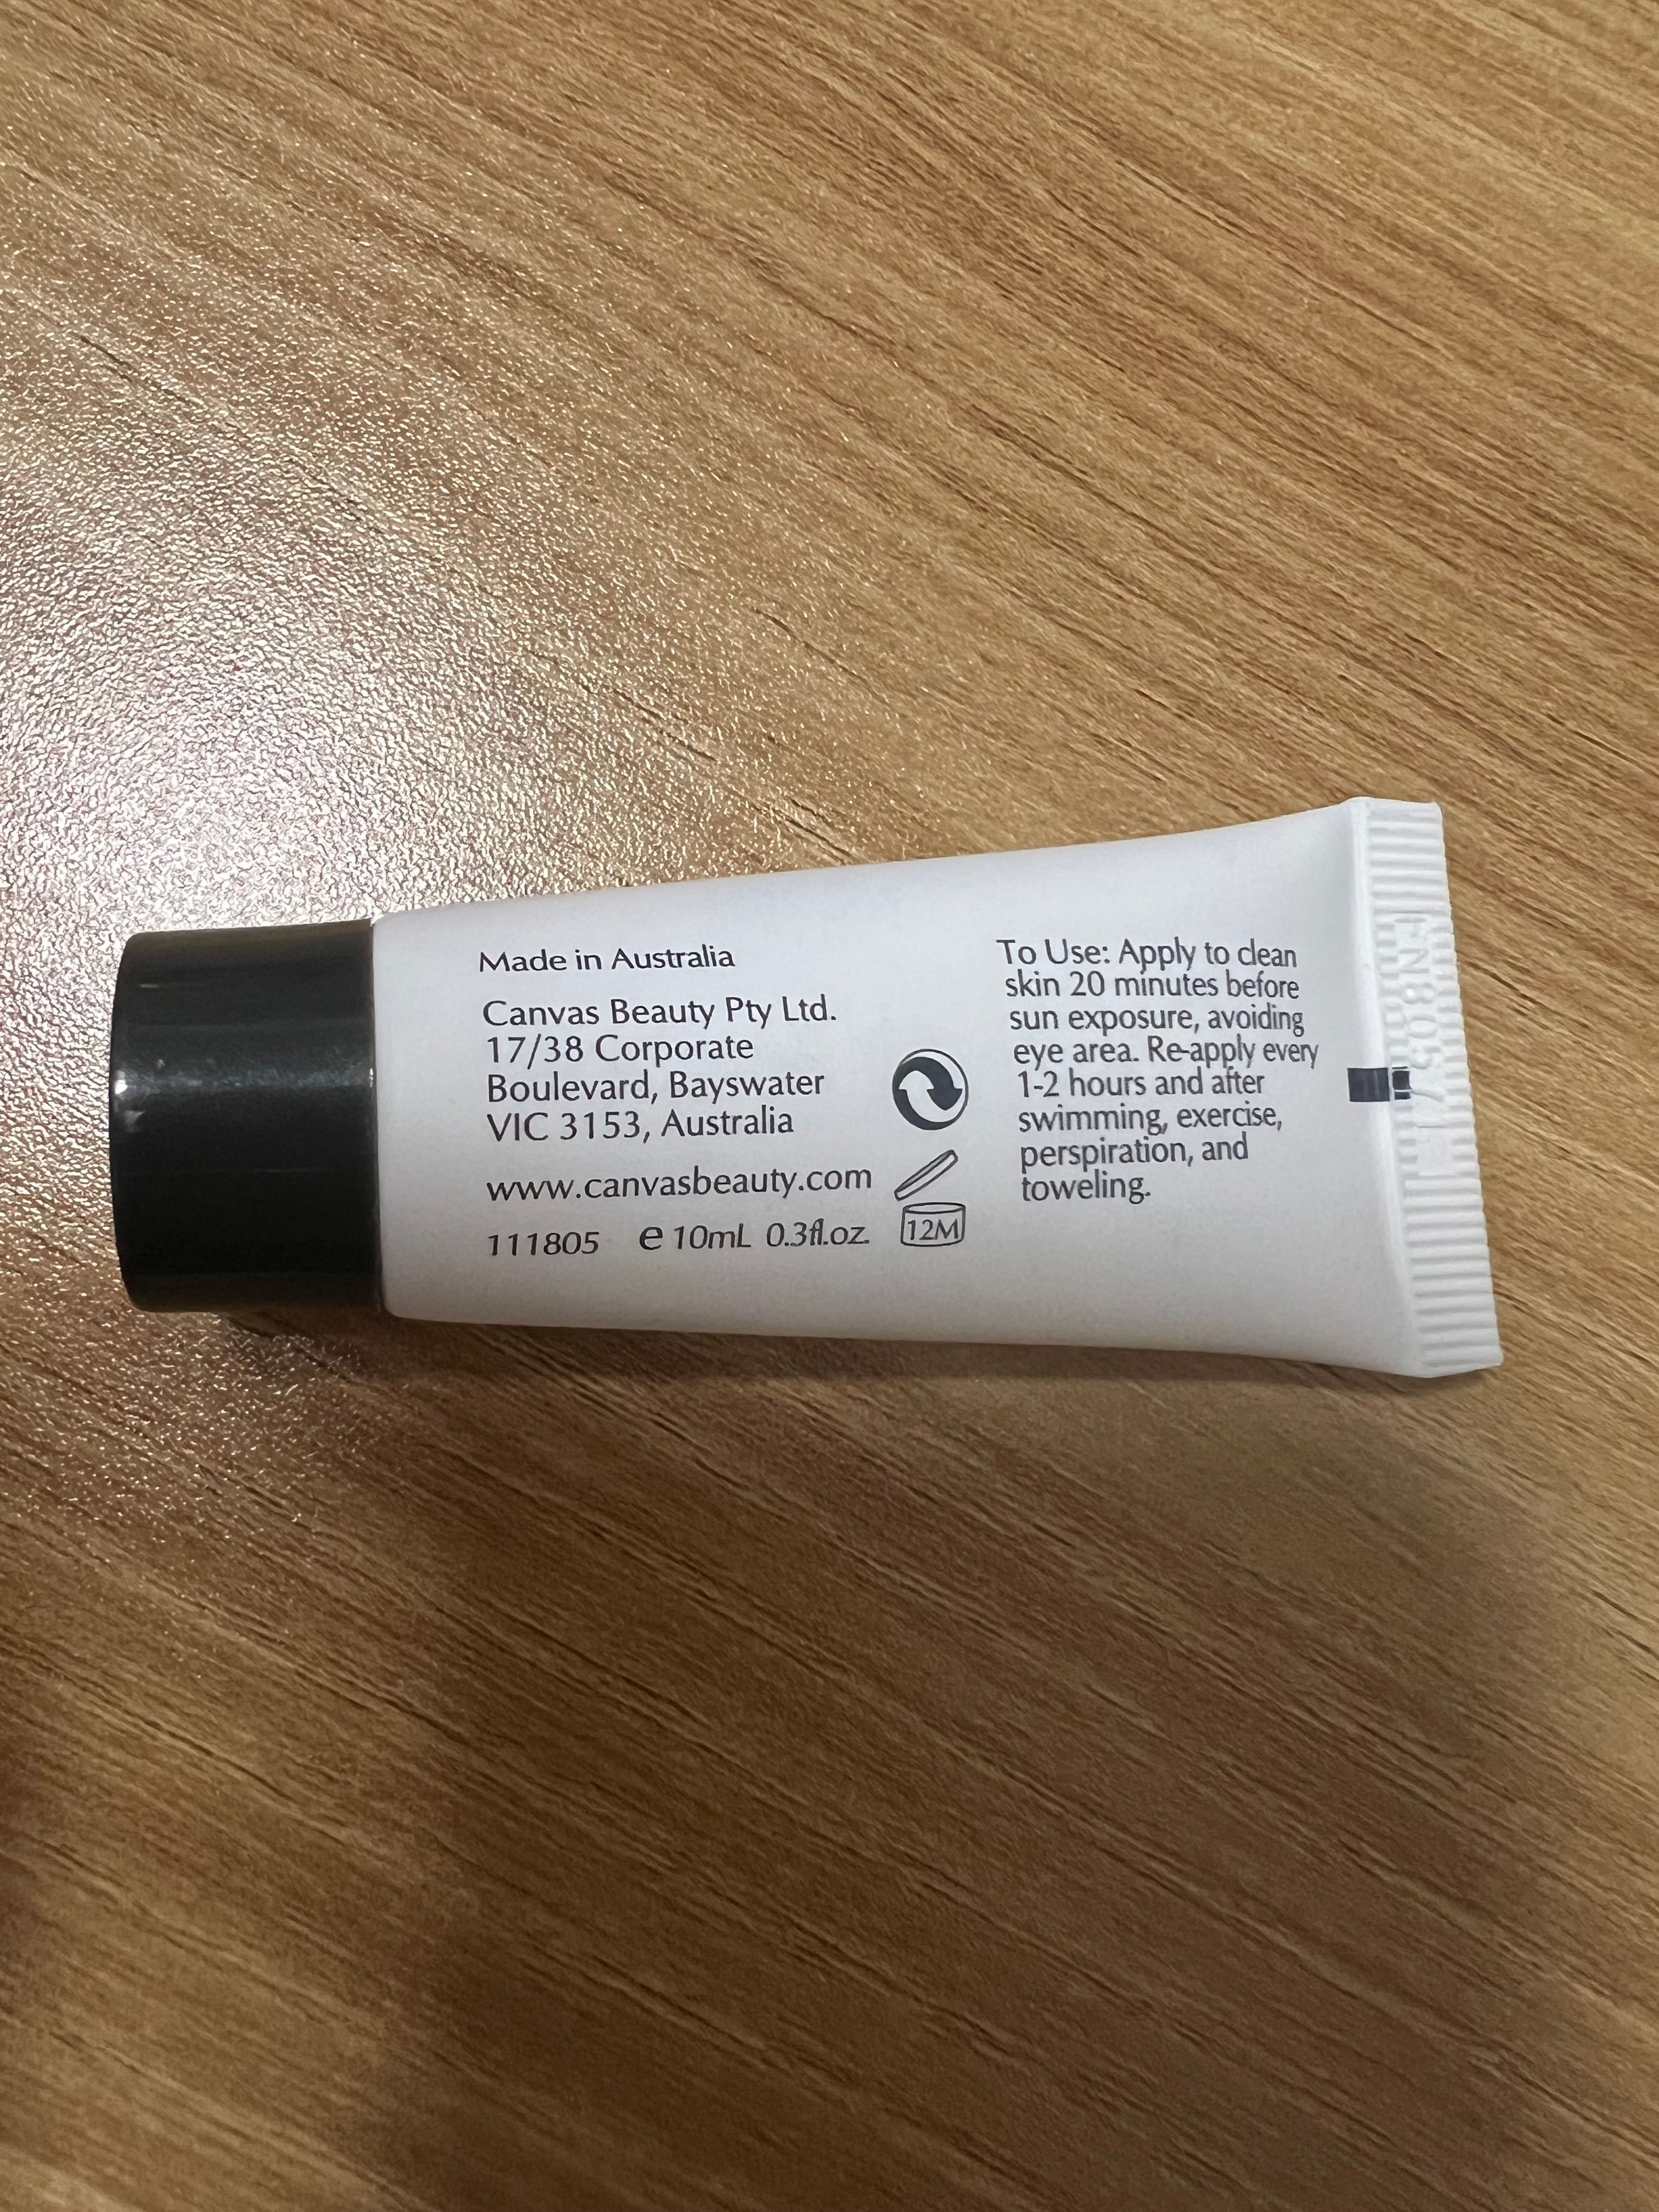 Made in Australia
Canvas Beauty Pty Ltd.
17/38 Corporate
Boulevard, Bayswater
VIC 3153, Australia
www.canvasbeauty.com
111805 e 10mL 0.3fl.oz.
12M
To Use: Apply to clean
skin 20 minutes before
sun exposure, avoiding
eye area. Re-apply every
1-2 hours and after
swimming, exercise,
perspiration, and
toweling.